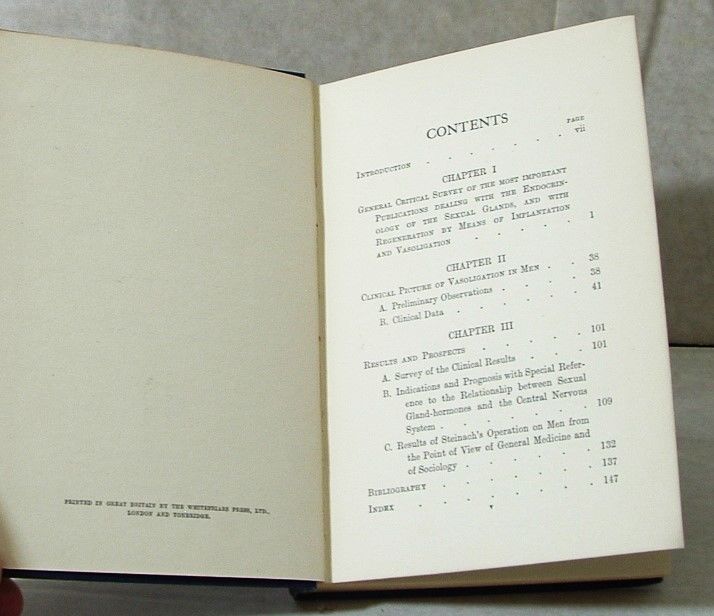 PRINTED IN GREAT BRITAIN BY THE WHITEFRIARS PRESS, LTD.,
LONDON AND TONBRIDGE.
CONTENTS
PAGE
INTRODUCTION . . . . . . vii
CHAPTER I
GENERAL CRITICAL SURVEY OF THE MOST IMPORTANT
PUBLICATIONS DEALING WITH THE ENDOCRIN-
OLOGY OF THE SEXUAL GLANDS, AND WITH
REGENERATION BY MEANS OF IMPLANTATION
AND VASOLIGATION . . . . . 1
CHAPTER II
CLINICAL PICTURE OF VASOLIGATION IN MEN . . 38
A. Preliminary Observations . . . . 38
B. Clinical Data . . . . . 41
CHAPTER III
RESULTS AND PROSPECTS . . . . . 101
A. Survey of the Clinical Results . . . 101
B. Indications and Prognosis with Special Refer-
ence to the Relationship between Sexual
Gland-hormones and the Central Nervous
System . . . . . . 109
C. Results of Steinach's Operation on Men from
the Point of View of General Medicine and
of Sociology . . . . . 132
BIBLIOGRAPHY . . . . . . 137
INDEX . . . . . . 147